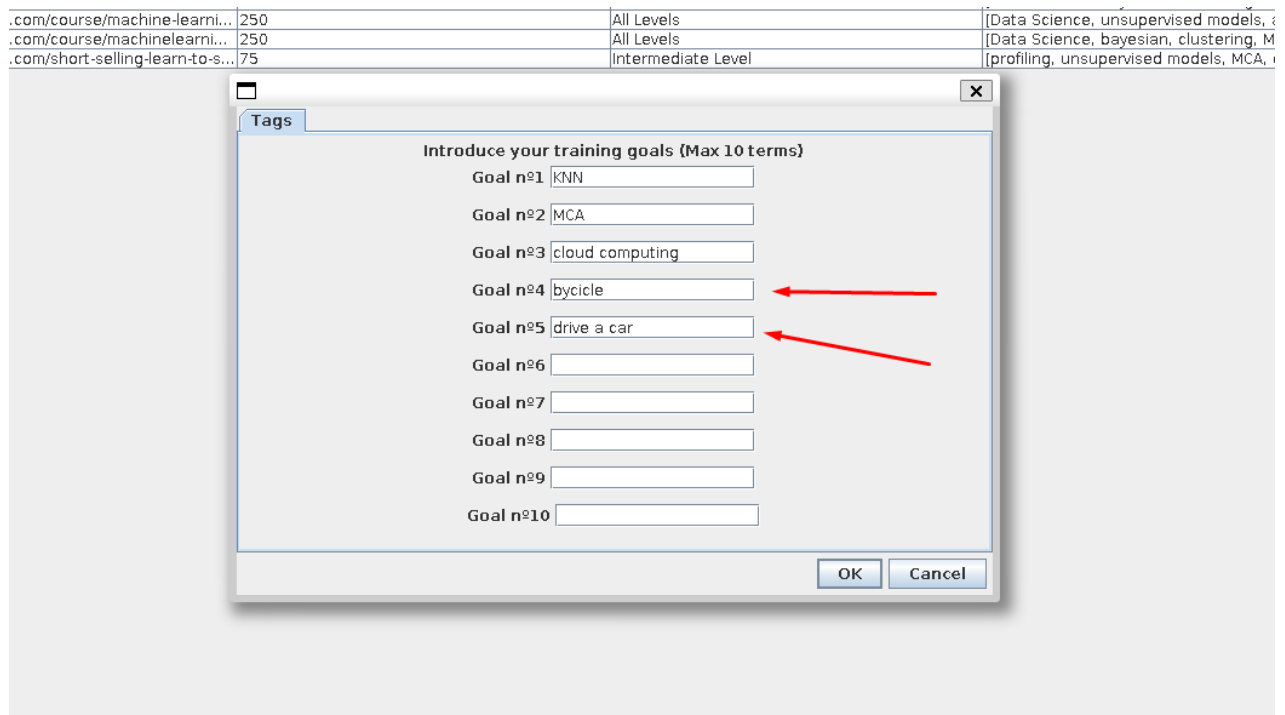 .com/course/machine-learni... 250 All Levels [Data Science, unsupervised models,
.com/course/machinelearni... 250 All Levels [Data Science, bayesian, clustering, M
.com/short-selling-learn-to-s... 75 Intermediate Level [profiling, unsupervised models, MCA,
Tags
Introduce your training goals (Max 10 terms)
Goal nº1 KNN
Goal nº2 MCA
Goal nº3 cloud computing
Goal nº4 bycicle
Goal nº5 drive a car
Goal nº6
Goal nº7
Goal nº8
Goal nº9
Goal nº10
OK Cancel